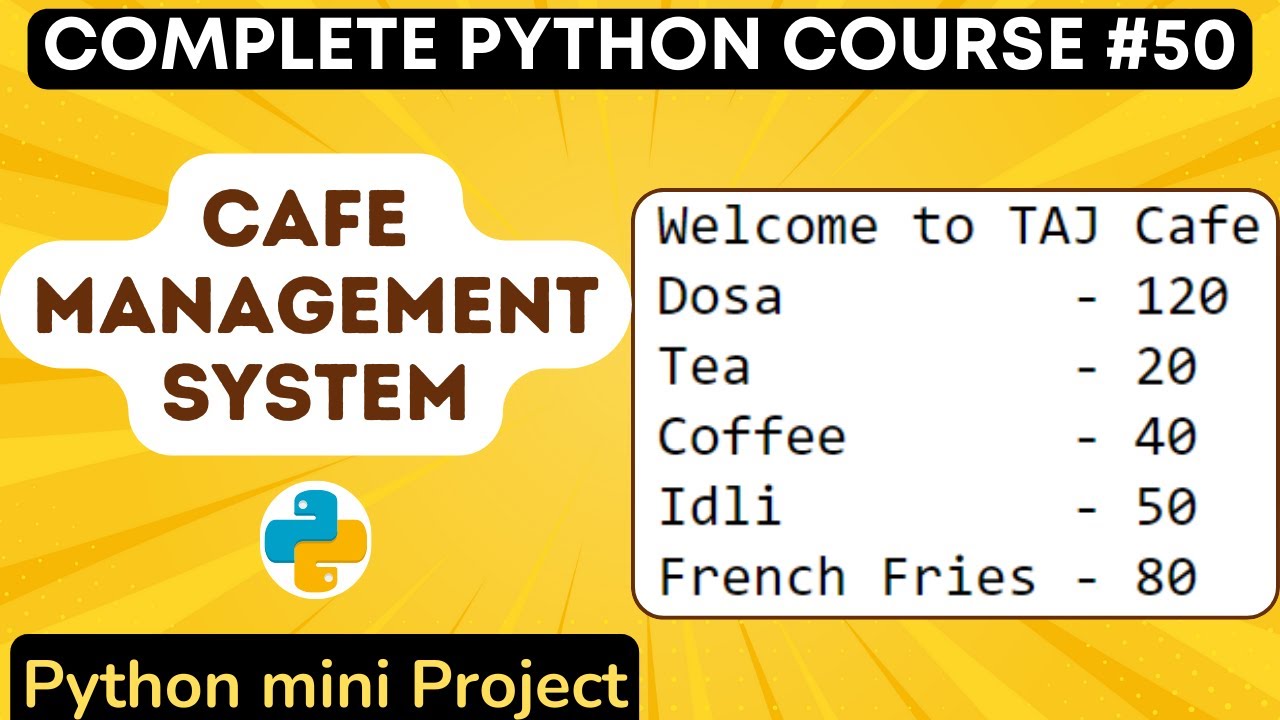 COMPLETE PYTHON COURSE #50
CAFE
MANAGEMENT
SYSTEM
Welcome to TAJ Cafe
Dosa - 120
Tea - 20
Coffee - 40
Idli - 50
French Fries - 80
Python mini Project